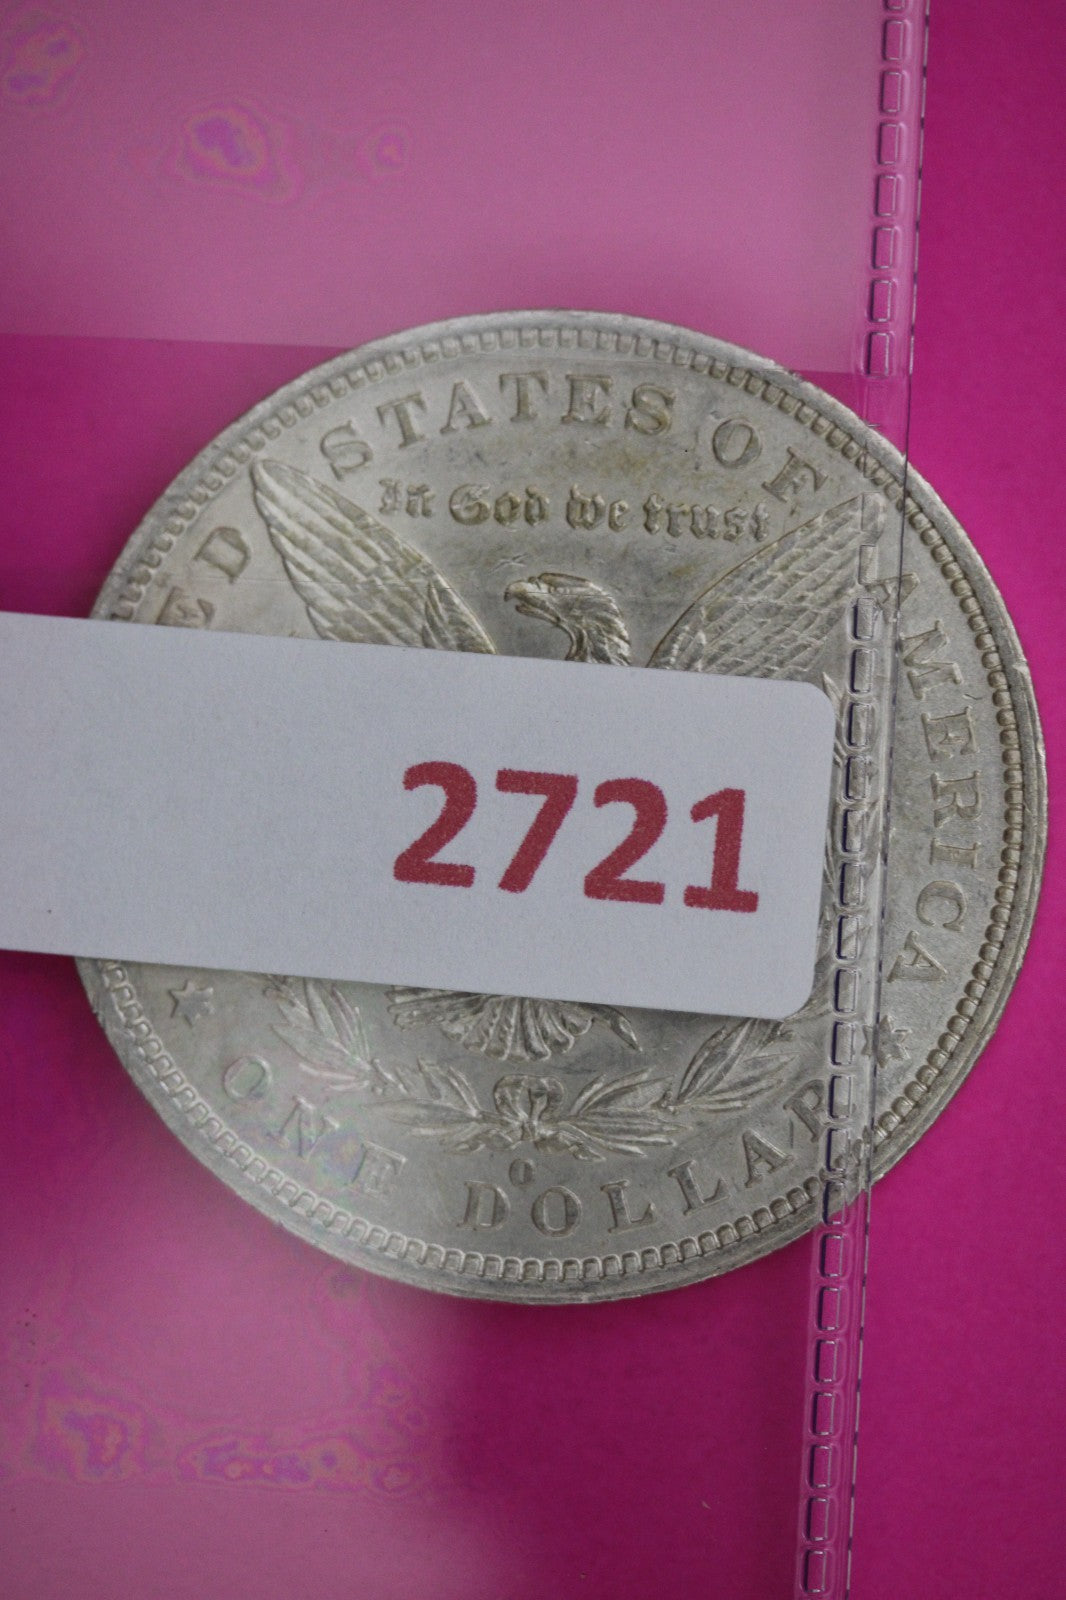 ED STATES OF AMERICA
In God we trust
2721
O
ONE DOLLAR